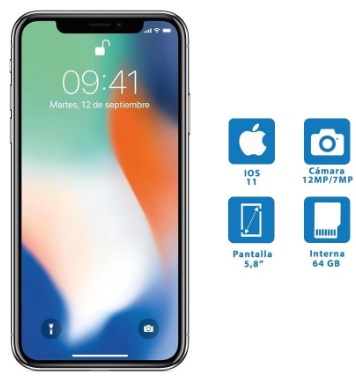 09:41
Martes, 12 de septiembre
IOS
11
Cámara
12MP/7MP
Pantalla
5,8"
Interna
64 GB